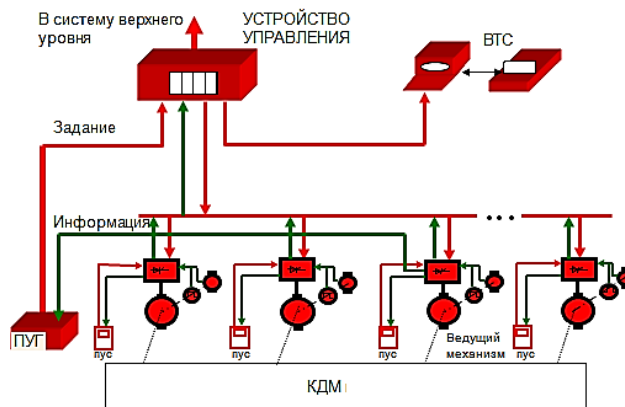 В систему верхнего
уровня
УСТРОЙСТВО
УПРАВЛЕНИЯ
ВТС
Задание
Информация
ПУГ
пус
пус
пус
Ведущий
механизм
пус
КДМ